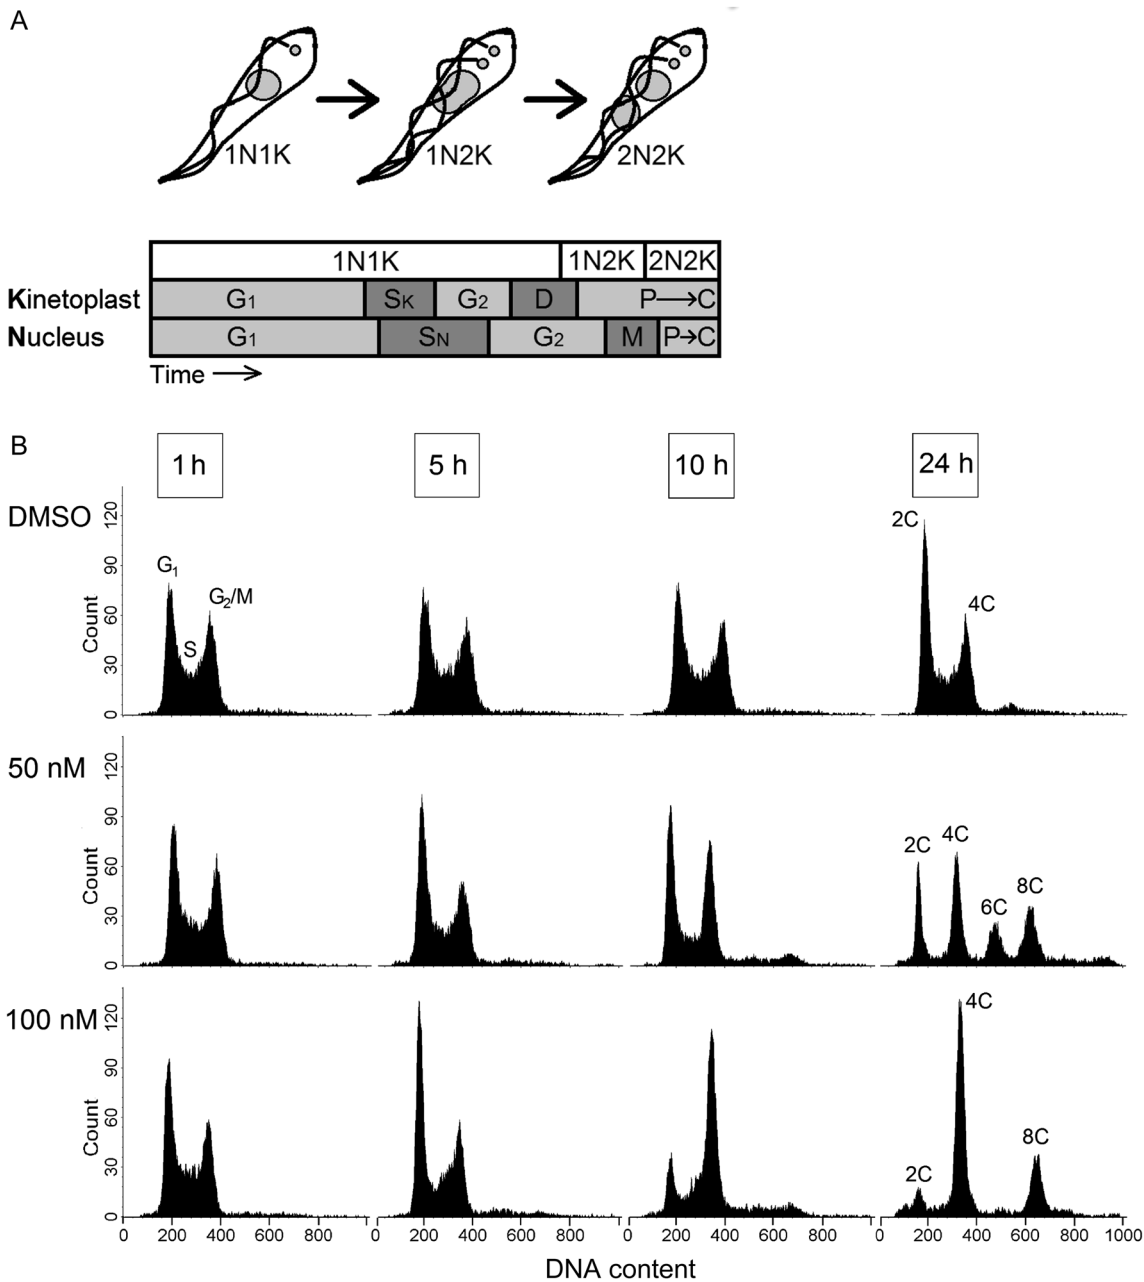 A
1N1K
1N2K
2N2K
1N1K 1N2K 2N2K
Kinetoplast G1 SK G2 D P→C
Nucleus G1 SN G2 M P→C
Time →
B
1 h 5 h 10 h 24 h
DMSO
Count
0 30 60 90 120
G1
S
G2/M
2C
4C
50 nM
Count
0 30 60 90 120
2C
4C
6C
8C
100 nM
Count
0 30 60 90 120
2C
4C
8C
0 200 400 600 800 0 200 400 600 800 0 200 400 600 800 0 200 400 600 800 1000
DNA content